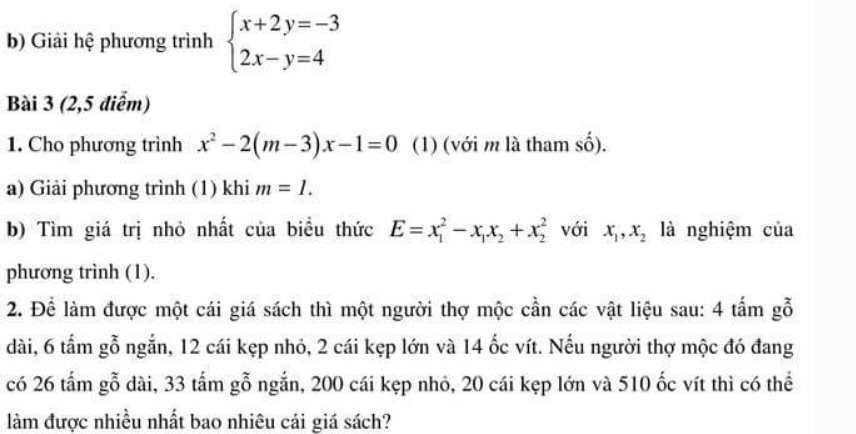 b) Giải hệ phương trình { x+2y=−3
2x−y=4
Bài 3 (2,5 điểm)
1. Cho phương trình x² − 2(m−3)x − 1 = 0 (1) (với m là tham số).
a) Giải phương trình (1) khi m = 1.
b) Tìm giá trị nhỏ nhất của biểu thức E = x₁² − x₁x₂ + x₂² với x₁, x₂ là nghiệm của
phương trình (1).
2. Để làm được một cái giá sách thì một người thợ mộc cần các vật liệu sau: 4 tấm gỗ
dài, 6 tấm gỗ ngắn, 12 cái kẹp nhỏ, 2 cái kẹp lớn và 14 ốc vít. Nếu người thợ mộc đó đang
có 26 tấm gỗ dài, 33 tấm gỗ ngắn, 200 cái kẹp nhỏ, 20 cái kẹp lớn và 510 ốc vít thì có thể
làm được nhiều nhất bao nhiêu cái giá sách?